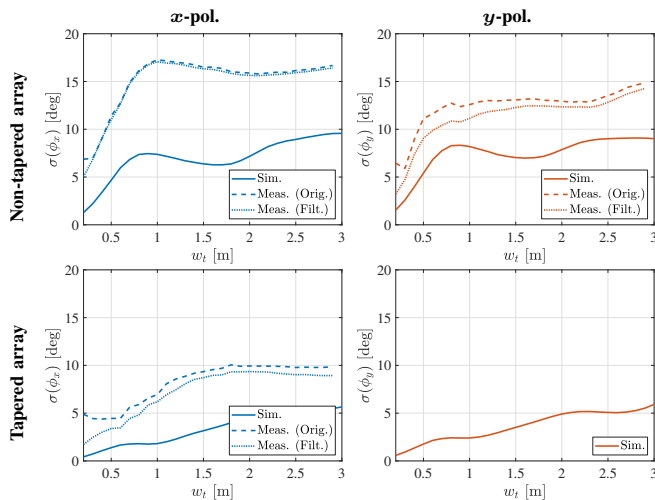 x-pol.
y-pol.
Non-tapered array
20
15
10
5
0
σ(ϕx) [deg]
0.5 1 1.5 2 2.5 3
wt [m]
Sim.
Meas. (Orig.)
Meas. (Filt.)
20
15
10
5
0
σ(ϕy) [deg]
0.5 1 1.5 2 2.5 3
wt [m]
Sim.
Meas. (Orig.)
Meas. (Filt.)
Tapered array
20
15
10
5
0
σ(ϕx) [deg]
0.5 1 1.5 2 2.5 3
wt [m]
Sim.
Meas. (Orig.)
Meas. (Filt.)
20
15
10
5
0
σ(ϕy) [deg]
0.5 1 1.5 2 2.5 3
wt [m]
Sim.